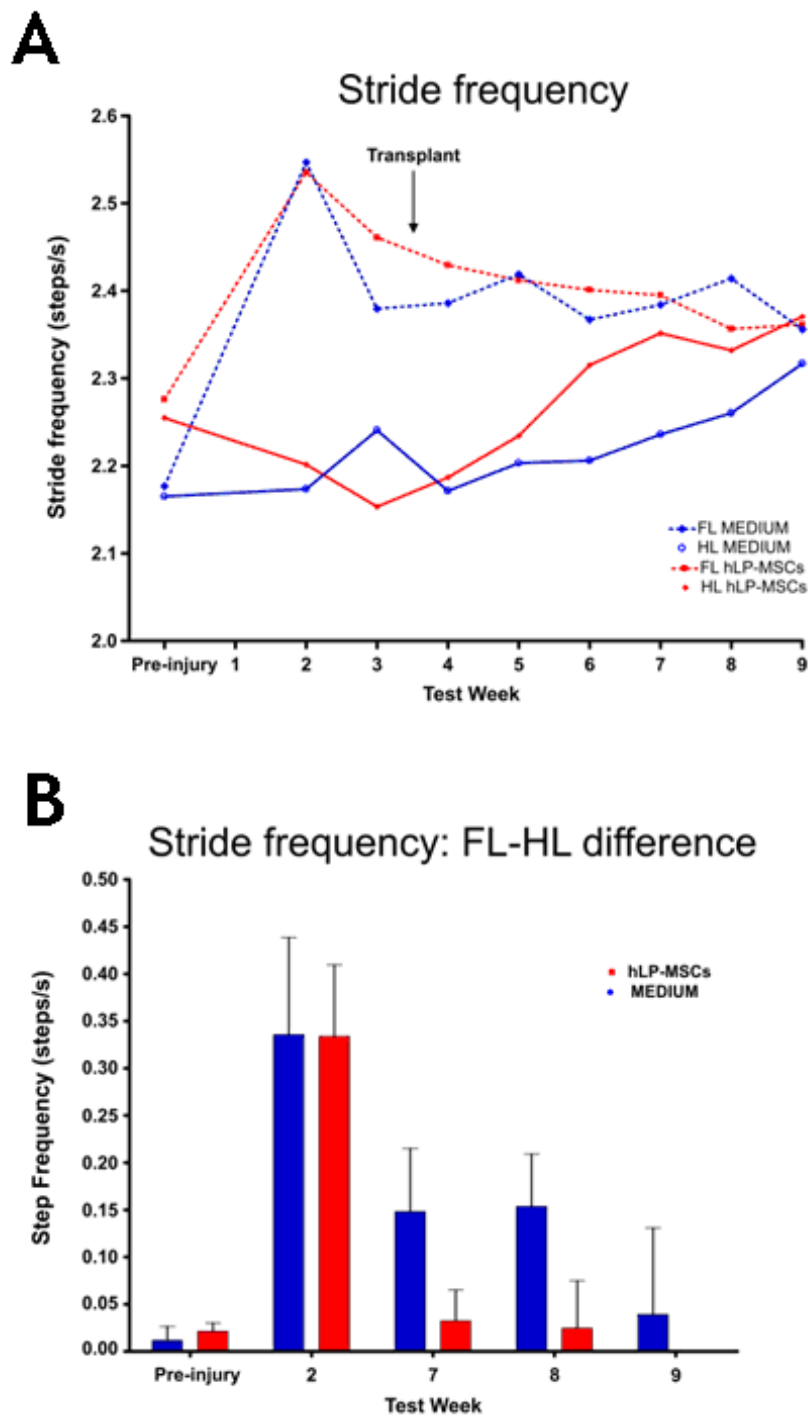 A
Stride frequency
2.6
Transplant
2.5
2.4
2.3
2.2
2.1
2.0
Stride frequency (steps/s)
FL MEDIUM
HL MEDIUM
FL hLP-MSCs
HL hLP-MSCs
Pre-injury 1 2 3 4 5 6 7 8 9
Test Week
B
Stride frequency: FL-HL difference
0.50
0.45
0.40
0.35
0.30
0.25
0.20
0.15
0.10
0.05
0.00
Step Frequency (steps/s)
hLP-MSCs
MEDIUM
Pre-injury 2 7 8 9
Test Week